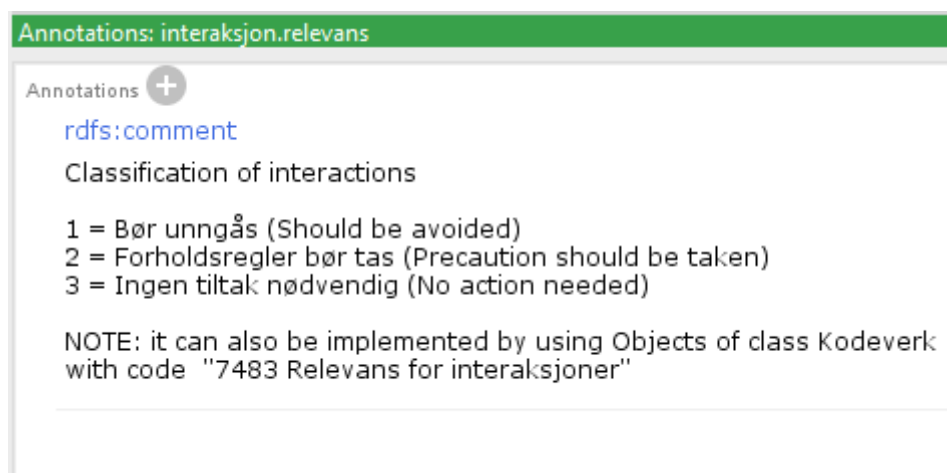 Annotations: interaksjon.relevans
Annotations +
rdfs:comment
Classification of interactions
1 = Bør unngås (Should be avoided)
2 = Forholdsregler bør tas (Precaution should be taken)
3 = Ingen tiltak nødvendig (No action needed)
NOTE: it can also be implemented by using Objects of class Kodeverk
with code  "7483 Relevans for interaksjoner"